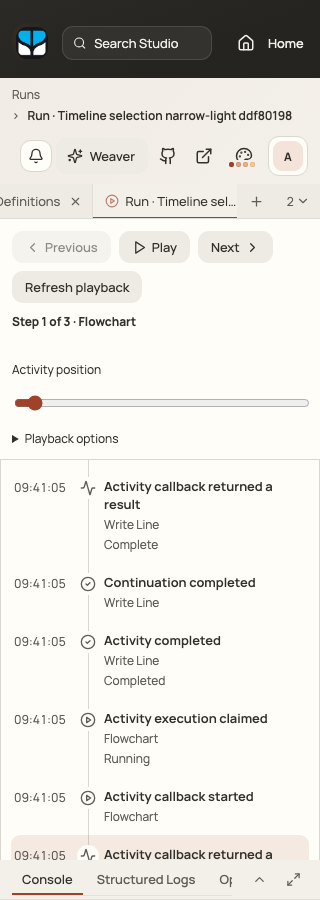 Search Studio
Home
Runs
Run · Timeline selection narrow-light ddf80198
Weaver
A
Definitions
Run · Timeline sel...
2
Previous
Play
Next
Refresh playback
Step 1 of 3 · Flowchart
Activity position
Playback options
09:41:05
Activity callback returned a
result
Write Line
Complete
09:41:05
Continuation completed
Write Line
09:41:05
Activity completed
Write Line
Completed
09:41:05
Activity execution claimed
Flowchart
Running
09:41:05
Activity callback started
Flowchart
09:41:05
Activity callback returned a
Console
Structured Logs